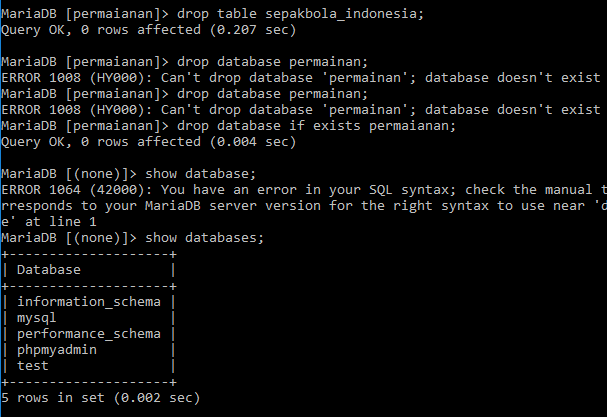 MariaDB [permaianan]> drop table sepakbola_indonesia;
Query OK, 0 rows affected (0.207 sec)
MariaDB [permaianan]> drop database permainan;
ERROR 1008 (HY000): Can't drop database 'permainan'; database doesn't exist
MariaDB [permaianan]> drop database permainan;
ERROR 1008 (HY000): Can't drop database 'permainan'; database doesn't exist
MariaDB [permaianan]> drop database if exists permaianan;
Query OK, 0 rows affected (0.004 sec)
MariaDB [(none)]> show database;
ERROR 1064 (42000): You have an error in your SQL syntax; check the manual t
rresponds to your MariaDB server version for the right syntax to use near 'd
e' at line 1
MariaDB [(none)]> show databases;
+--------------------+
| Database           |
+--------------------+
| information_schema |
| mysql              |
| performance_schema |
| phpmyadmin         |
| test               |
+--------------------+
5 rows in set (0.002 sec)